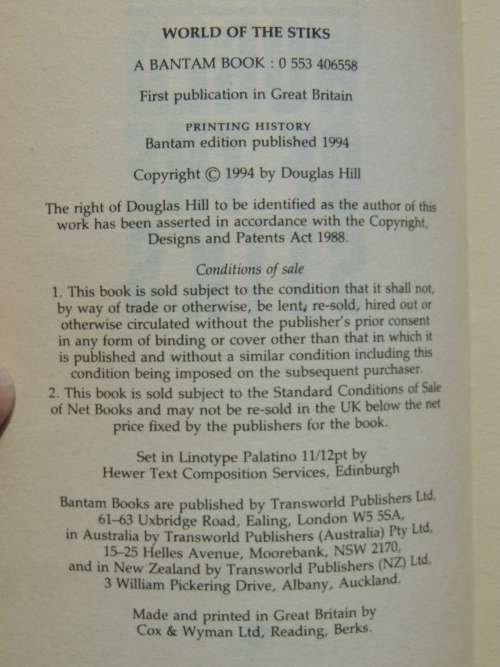 WORLD OF THE STIKS
A BANTAM BOOK : 0 553 406558
First publication in Great Britain
PRINTING HISTORY
Bantam edition published 1994
Copyright © 1994 by Douglas Hill
The right of Douglas Hill to be identified as the author of this
work has been asserted in accordance with the Copyright,
Designs and Patents Act 1988.
Conditions of sale
1. This book is sold subject to the condition that it shall not,
by way of trade or otherwise, be lent, re-sold, hired out or
otherwise circulated without the publisher's prior consent
in any form of binding or cover other than that in which it
is published and without a similar condition including this
condition being imposed on the subsequent purchaser.
2. This book is sold subject to the Standard Conditions of Sale
of Net Books and may not be re-sold in the UK below the net
price fixed by the publishers for the book.
Set in Linotype Palatino 11/12pt by
Hewer Text Composition Services, Edinburgh
Bantam Books are published by Transworld Publishers Ltd,
61–63 Uxbridge Road, Ealing, London W5 5SA,
in Australia by Transworld Publishers (Australia) Pty Ltd,
15–25 Helles Avenue, Moorebank, NSW 2170,
and in New Zealand by Transworld Publishers (NZ) Ltd,
3 William Pickering Drive, Albany, Auckland.
Made and printed in Great Britain by
Cox & Wyman Ltd, Reading, Berks.